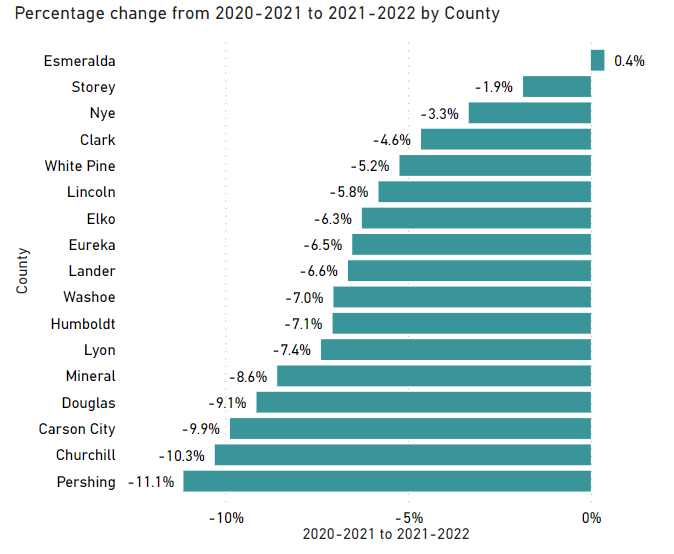 Percentage change from 2020-2021 to 2021-2022 by County
Esmeralda 0.4%
Storey -1.9%
Nye -3.3%
Clark -4.6%
White Pine -5.2%
Lincoln -5.8%
Elko -6.3%
Eureka -6.5%
Lander -6.6%
Washoe -7.0%
Humboldt -7.1%
Lyon -7.4%
Mineral -8.6%
Douglas -9.1%
Carson City -9.9%
Churchill -10.3%
Pershing -11.1%
County
-10% -5% 0%
2020-2021 to 2021-2022